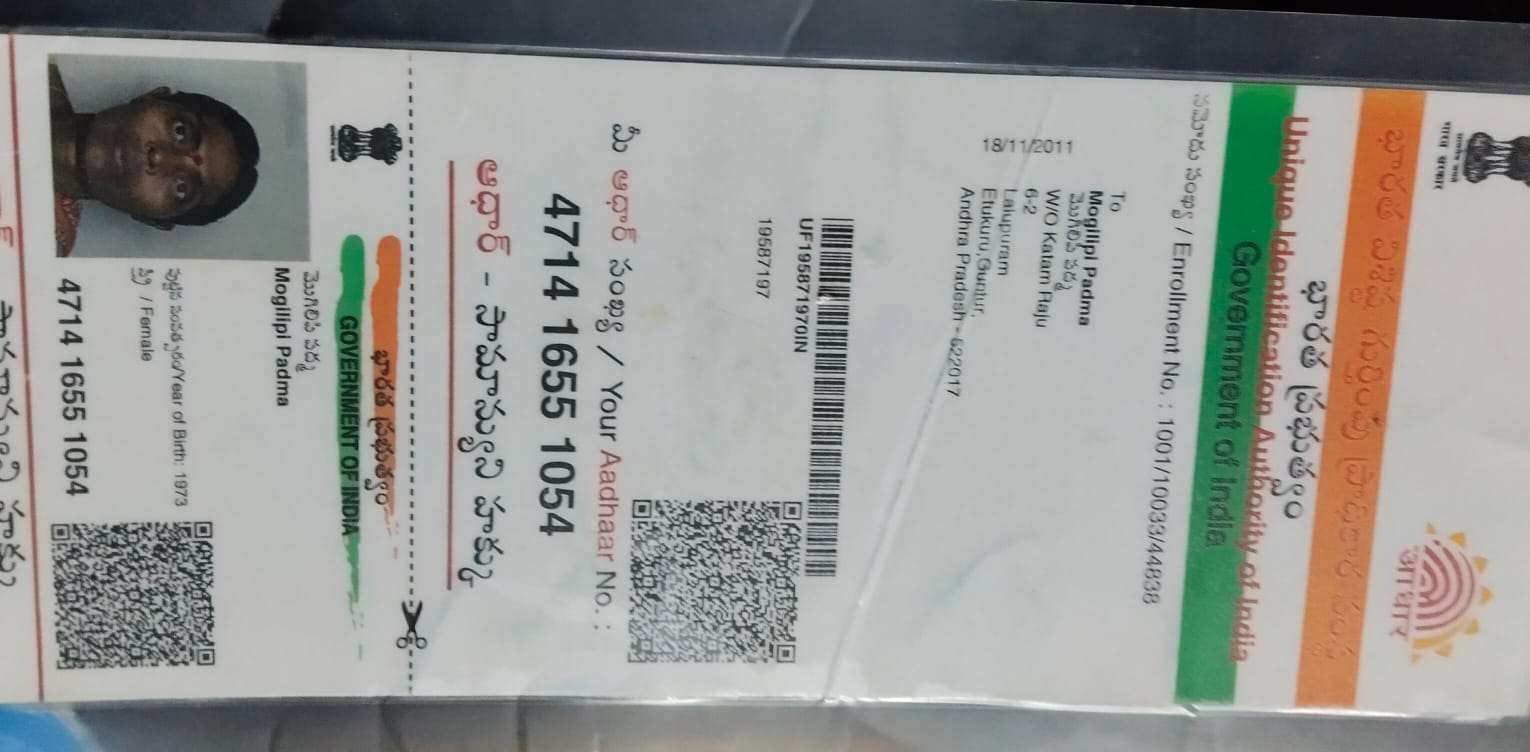 भारत सरकार
आधार
భారత విశిష్ట గుర్తింపు ప్రాధికార సంస్థ
భారత ప్రభుత్వం
Unique Identification Authority of India
Government of India
నమోదు సంఖ్య / Enrollment No. : 1001/10033/44838
18/11/2011
To
Mogilipi Padma
మొగిలిపి పద్మ
W/O Katam Raju
6-2
Lalupuram
Etukuru,Guntur,
Andhra Pradesh - 522017
UF195871970IN
19587197
మీ ఆధార్ సంఖ్య / Your Aadhaar No. :
4714 1655 1054
ఆధార్ - సామాన్యుని హక్కు
భారత ప్రభుత్వం
GOVERNMENT OF INDIA
మొగిలిపి పద్మ
Mogilipi Padma
పుట్టిన సంవత్సరం/Year of Birth: 1973
స్త్రీ / Female
4714 1655 1054